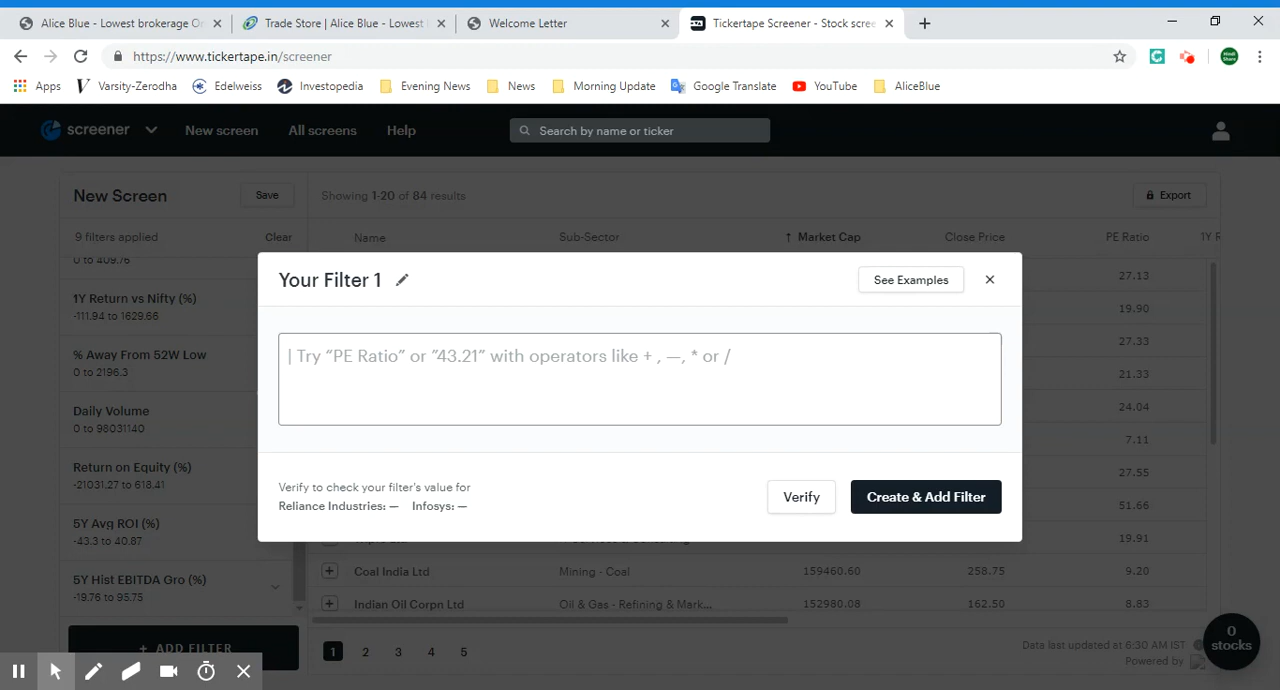 Alice Blue - Lowest brokerage On
Trade Store | Alice Blue - Lowest
Welcome Letter
Tickertape Screener - Stock scree
https://www.tickertape.in/screener
Apps
Varsity-Zerodha
Edelweiss
Investopedia
Evening News
News
Morning Update
Google Translate
YouTube
AliceBlue
screener
New screen
All screens
Help
Search by name or ticker
New Screen
Save
Showing 1-20 of 84 results
Export
9 filters applied
Clear
Name
Sub-Sector
↑ Market Cap
Close Price
PE Ratio
1Y R
0 to 409.76
27.13
1Y Return vs Nifty (%)
-111.94 to 1629.66
19.90
27.33
% Away From 52W Low
0 to 2196.3
21.33
Daily Volume
0 to 98031140
24.04
7.11
Return on Equity (%)
-21031.27 to 618.41
27.55
51.66
5Y Avg ROI (%)
-43.3 to 40.87
19.91
5Y Hist EBITDA Gro (%)
-19.76 to 95.75
Your Filter 1
See Examples
| Try “PE Ratio” or ”43.21” with operators like + , —, * or /
Verify to check your filter's value for
Reliance Industries: — Infosys: —
Verify
Create & Add Filter
Coal India Ltd
Mining - Coal
159460.60
258.75
9.20
Indian Oil Corpn Ltd
Oil & Gas - Refining & Mark...
152980.08
162.50
8.83
+ ADD FILTER
1 2 3 4 5
Data last updated at 6:30 AM IST
Powered by
0
stocks